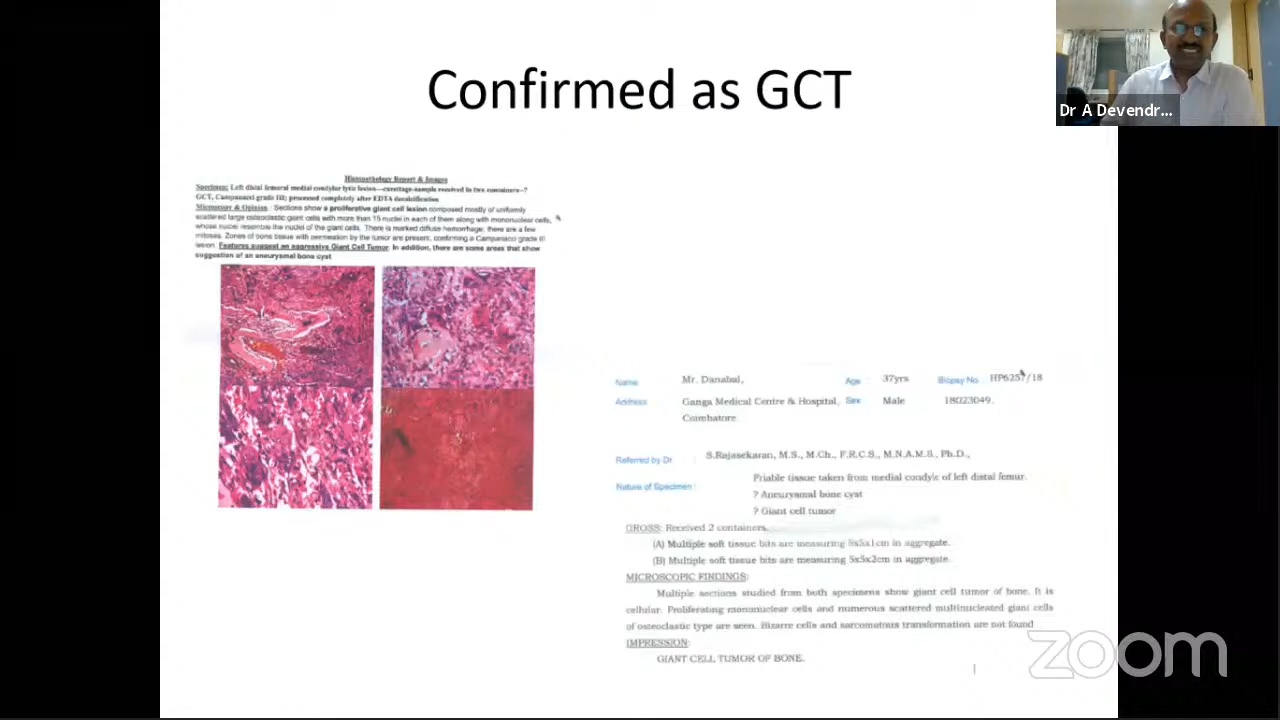 Confirmed as GCT
Dr A Devendr...
Histopathology Report & Images
Specimen: Left distal femoral medial condylar lytic lesion—curettage-sample received in two containers-?
GCT, Campanacci grade III; processed completely after EDTA decalcification
Microscopy & Opinion: Sections show a proliferative giant cell lesion composed mostly of uniformly
scattered large osteoclastic giant cells with more than 15 nuclei in each of them along with mononuclear cells,
whose nuclei resemble the nuclei of the giant cells. There is marked diffuse hemorrhage, there are a few
mitoses. Zones of bone tissue with permeation by the tumor are present, confirming a Campanacci grade III
lesion. Features suggest an aggressive Giant Cell Tumor. In addition, there are some areas that show
suggestion of an aneurysmal bone cyst
Name Mr. Danabal, Age : 37yrs Biopsy No. HP6257/18
Address Ganga Medical Centre & Hospital, Sex Male 18023049.
Coimbatore.
Referred by Dr : S.Rajasekaran, M.S., M.Ch., F.R.C.S., M.N.A.M.S., Ph.D.,
Nature of Specimen : Friable tissue taken from medial condyle of left distal femur.
? Aneurysmal bone cyst
? Giant cell tumor
GROSS: Received 2 containers.
(A) Multiple soft tissue bits are measuring 5x5x1cm in aggregate.
(B) Multiple soft tissue bits are measuring 5x5x2cm in aggregate.
MICROSCOPIC FINDINGS:
Multiple sections studied from both specimens show giant cell tumor of bone. It is
cellular. Proliferating mononuclear cells and numerous scattered multinucleated giant cells
of osteoclastic type are seen. Bizarre cells and sarcomatous transformation are not found
IMPRESSION:
GIANT CELL TUMOR OF BONE.
zoom